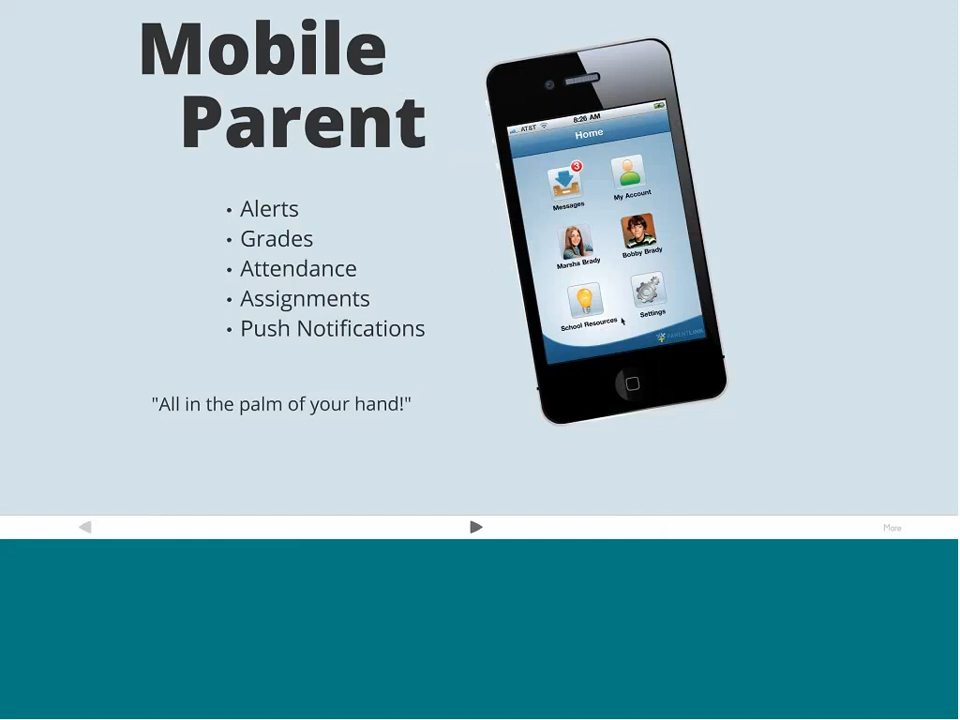 Mobile
Parent
• Alerts
• Grades
• Attendance
• Assignments
• Push Notifications
"All in the palm of your hand!"
AT&T
8:26 AM
Home
3
Messages
My Account
Marsha Brady
Bobby Brady
School Resources
Settings
PARENTLINK
More